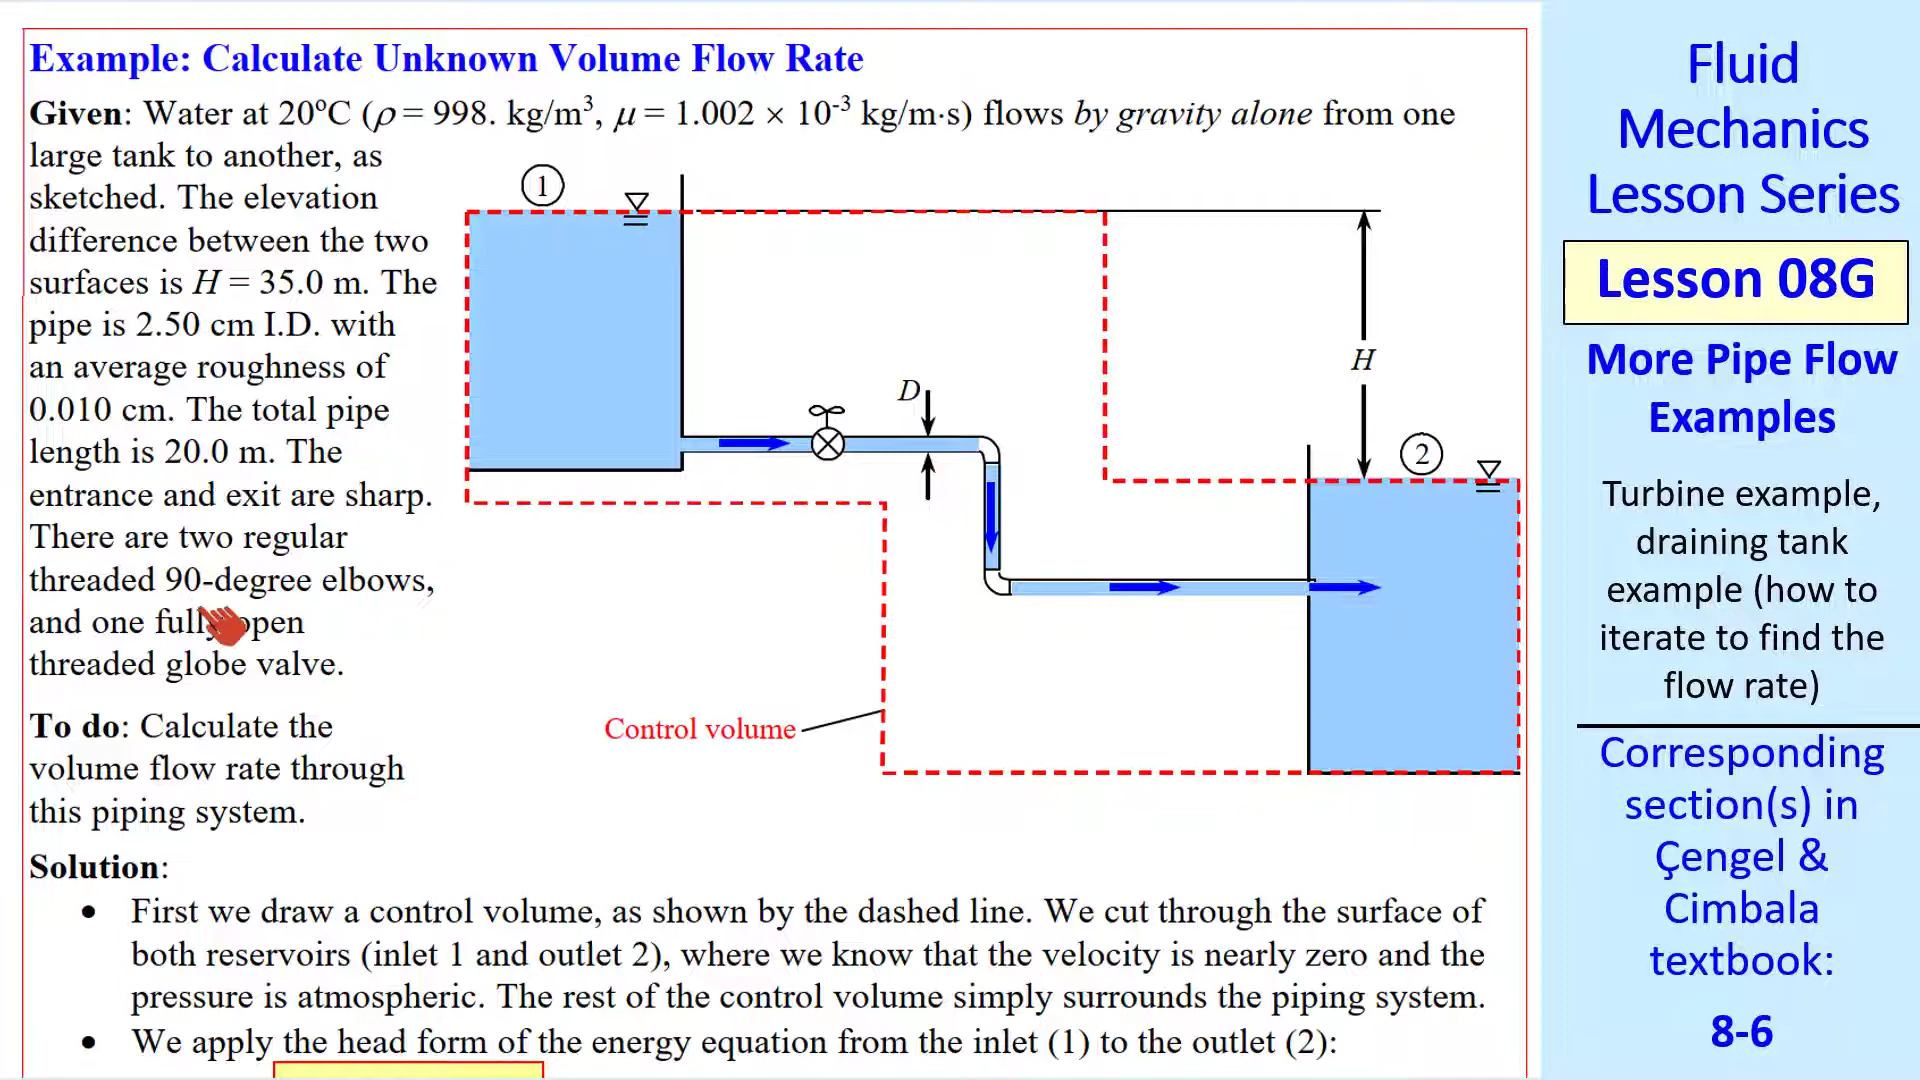 Example: Calculate Unknown Volume Flow Rate
Given: Water at 20°C (ρ = 998. kg/m³, μ = 1.002 × 10⁻³ kg/m·s) flows by gravity alone from one
large tank to another, as
sketched. The elevation
difference between the two
surfaces is H = 35.0 m. The
pipe is 2.50 cm I.D. with
an average roughness of
0.010 cm. The total pipe
length is 20.0 m. The
entrance and exit are sharp.
There are two regular
threaded 90-degree elbows,
and one fully open
threaded globe valve.
To do: Calculate the
volume flow rate through
this piping system.
1
D
H
2
Control volume
Solution:
• First we draw a control volume, as shown by the dashed line. We cut through the surface of
both reservoirs (inlet 1 and outlet 2), where we know that the velocity is nearly zero and the
pressure is atmospheric. The rest of the control volume simply surrounds the piping system.
• We apply the head form of the energy equation from the inlet (1) to the outlet (2):
Fluid
Mechanics
Lesson Series
Lesson 08G
More Pipe Flow
Examples
Turbine example,
draining tank
example (how to
iterate to find the
flow rate)
Corresponding
section(s) in
Çengel &
Cimbala
textbook:
8-6